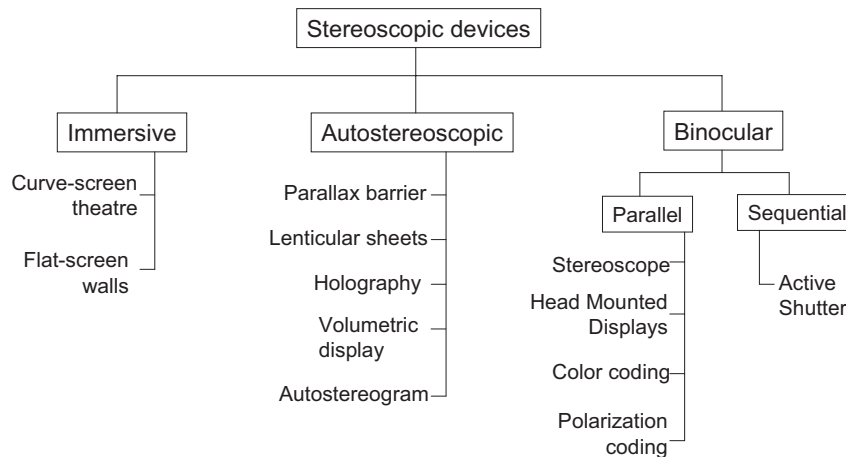 Stereoscopic devices
Immersive
Autostereoscopic
Binocular
Curve-screen
theatre
Flat-screen
walls
Parallax barrier
Lenticular sheets
Holography
Volumetric
display
Autostereogram
Parallel
Sequential
Stereoscope
Head Mounted
Displays
Color coding
Polarization
coding
Active
Shutter